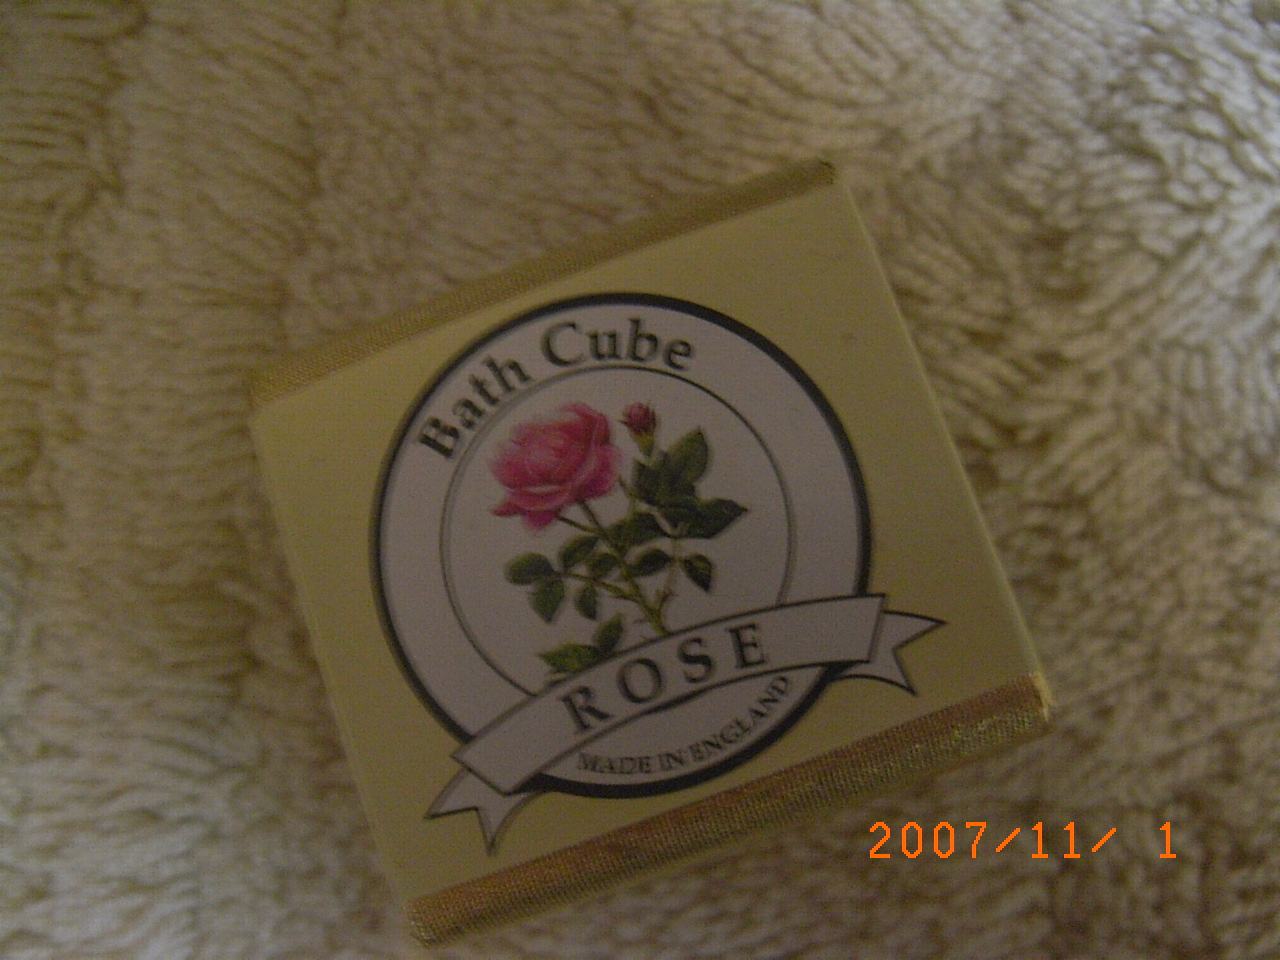 Bath Cube
ROSE
MADE IN ENGLAND
2007/11/ 1